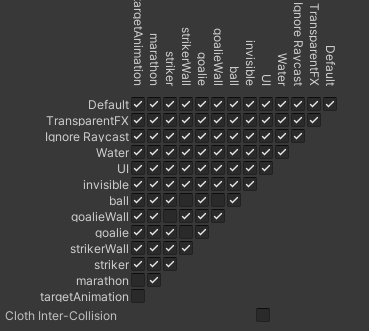 targetAnimation
marathon
striker
strikerWall
goalie
goalieWall
ball
invisible
UI
Water
Ignore Raycast
TransparentFX
Default
Default
TransparentFX
Ignore Raycast
Water
UI
invisible
ball
goalieWall
goalie
strikerWall
striker
marathon
targetAnimation
Cloth Inter-Collision